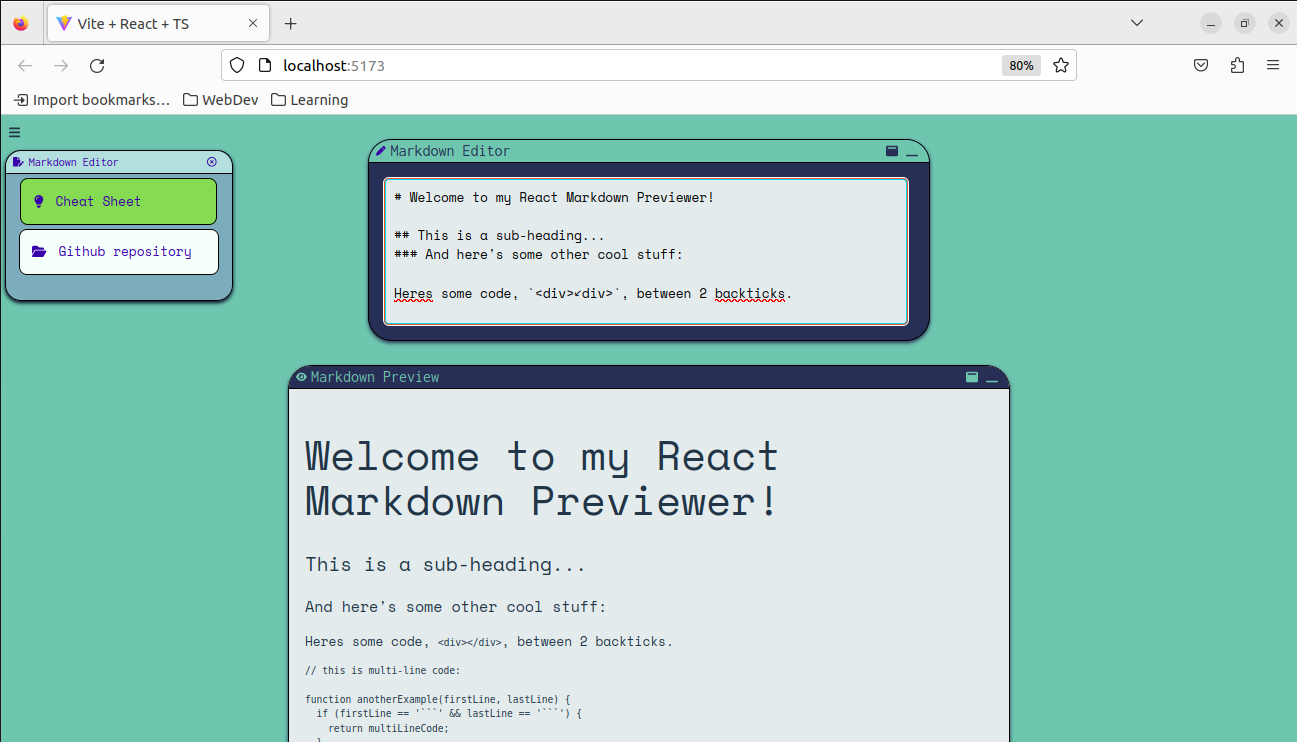 Vite + React + TS
localhost:5173
80%
Import bookmarks...
WebDev
Learning
Markdown Editor
Cheat Sheet
Github repository
Markdown Editor
# Welcome to my React Markdown Previewer!
## This is a sub-heading...
### And here's some other cool stuff:
Heres some code, `<div></div>`, between 2 backticks.
Markdown Preview
Welcome to my React
Markdown Previewer!
This is a sub-heading...
And here's some other cool stuff:
Heres some code, <div></div>, between 2 backticks.
// this is multi-line code:
function anotherExample(firstLine, lastLine) {
if (firstLine == '```' && lastLine == '```') {
return multiLineCode;